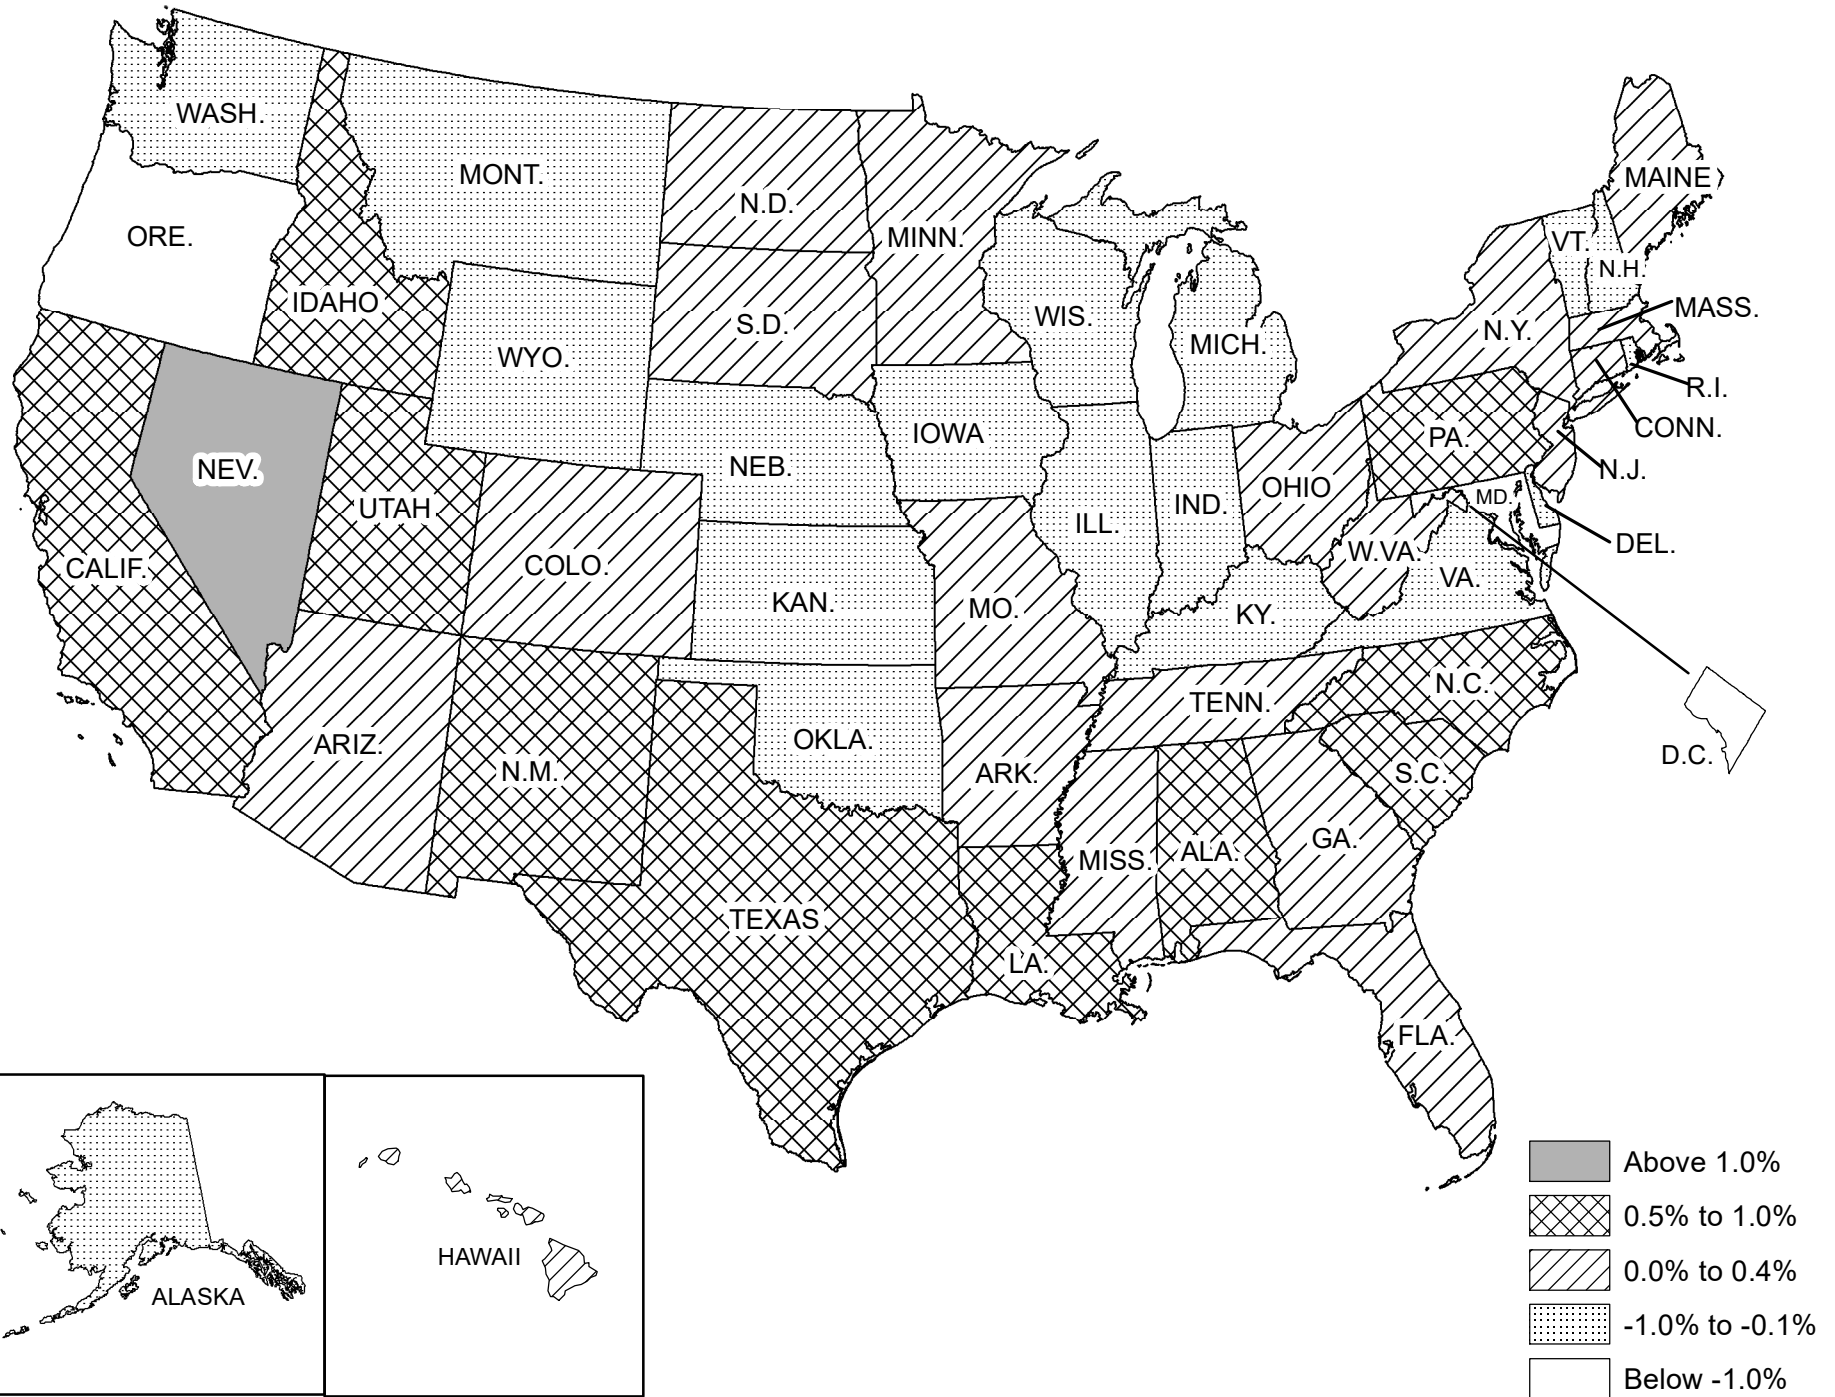 WASH.
MONT.
MAINE
N.D.
ORE.
MINN.
VT.
N.H.
IDAHO
MASS.
WIS.
S.D.
N.Y.
MICH.
WYO.
R.I.
CONN.
IOWA
PA.
NEV.
NEB.
N.J.
OHIO
MD.
UTAH
IND.
ILL.
DEL.
W.VA.
COLO.
CALIF.
VA.
KAN.
MO.
KY.
N.C.
TENN.
ARIZ.
OKLA.
D.C.
N.M.
ARK.
S.C.
GA.
ALA.
MISS.
TEXAS
LA.
FLA.
HAWAII
ALASKA
Above 1.0%
0.5% to 1.0%
0.0% to 0.4%
-1.0% to -0.1%
Below -1.0%